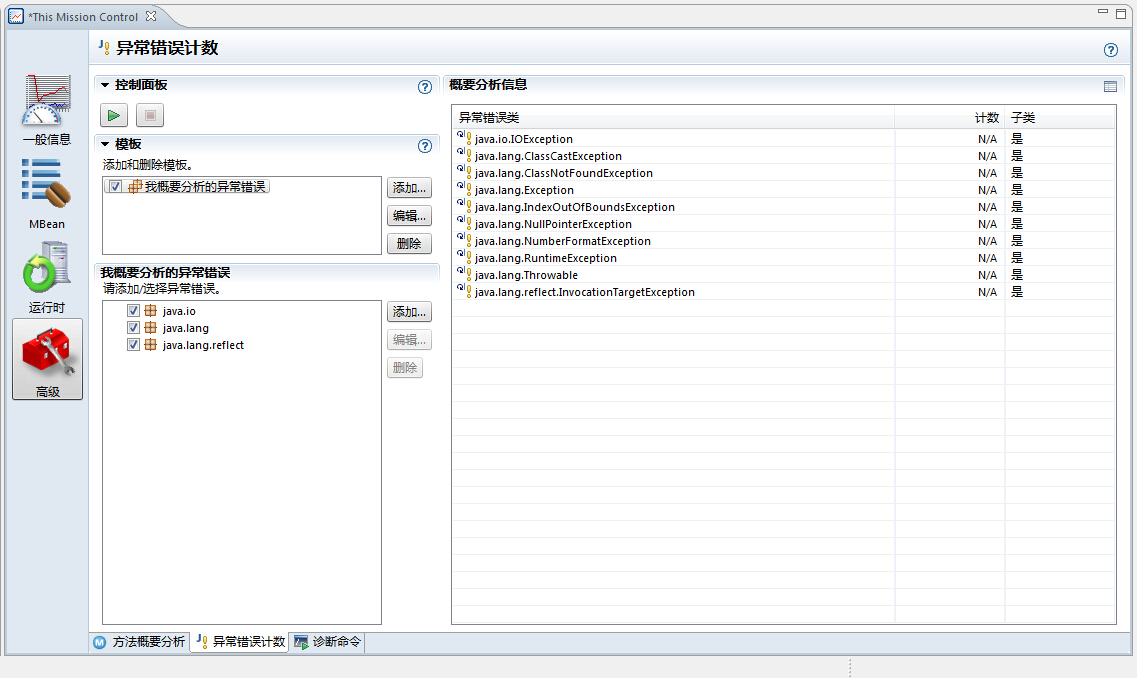 *This Mission Control
异常错误计数
一般信息
MBean
运行时
高级
控制面板
模板
添加和删除模板。
我概要分析的异常错误
添加...
编辑...
删除
我概要分析的异常错误
请添加/选择异常错误。
java.io
java.lang
java.lang.reflect
添加...
编辑...
删除
概要分析信息
异常错误类 计数 子类
java.io.IOException N/A 是
java.lang.ClassCastException N/A 是
java.lang.ClassNotFoundException N/A 是
java.lang.Exception N/A 是
java.lang.IndexOutOfBoundsException N/A 是
java.lang.NullPointerException N/A 是
java.lang.NumberFormatException N/A 是
java.lang.RuntimeException N/A 是
java.lang.Throwable N/A 是
java.lang.reflect.InvocationTargetException N/A 是
方法概要分析 异常错误计数 诊断命令